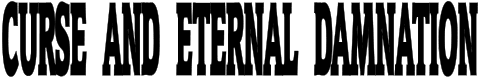 CURSE AND ETERNAL DAMNATION